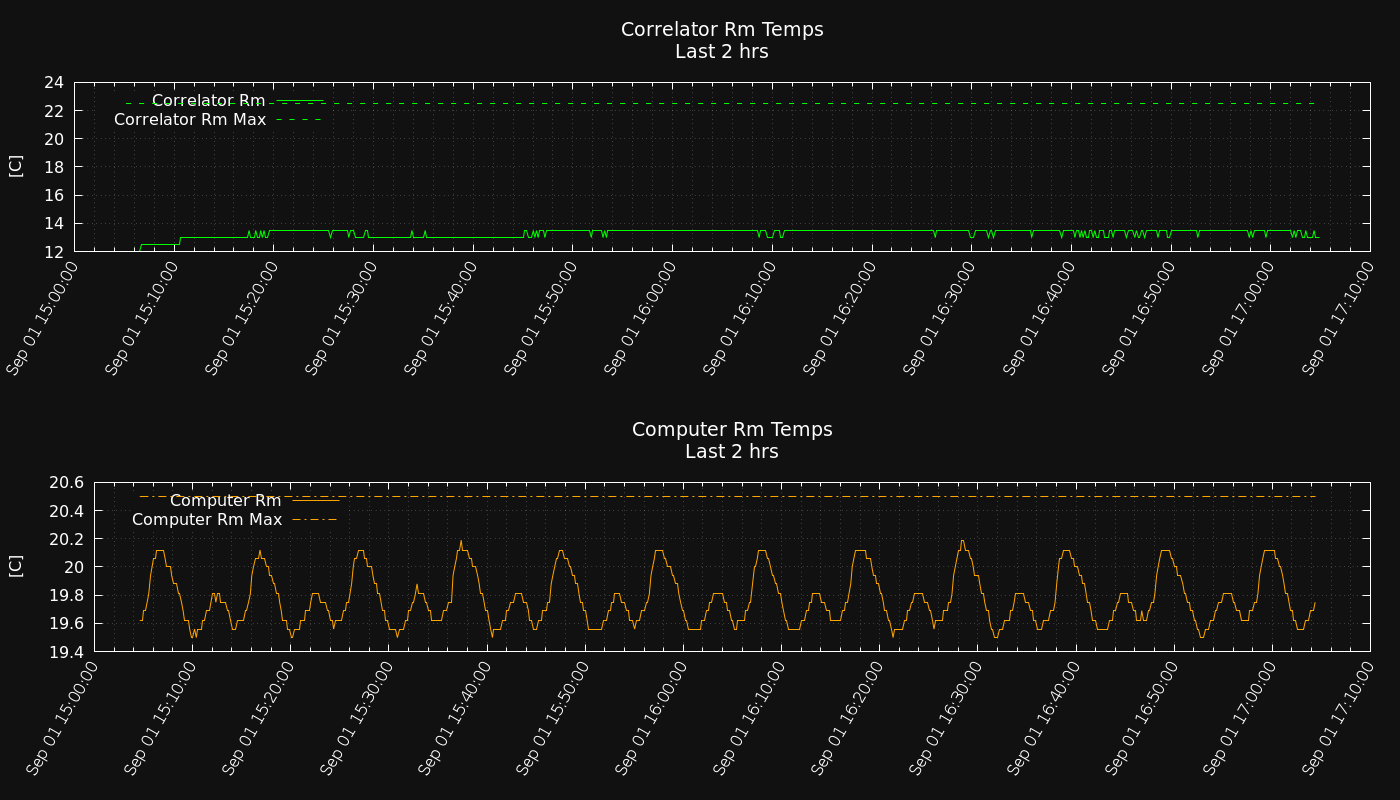 Correlator Rm Temps
Last 2 hrs
24
22
20
18
16
14
12
[C]
Correlator Rm
Correlator Rm Max
Sep 01 15:00:00
Sep 01 15:10:00
Sep 01 15:20:00
Sep 01 15:30:00
Sep 01 15:40:00
Sep 01 15:50:00
Sep 01 16:00:00
Sep 01 16:10:00
Sep 01 16:20:00
Sep 01 16:30:00
Sep 01 16:40:00
Sep 01 16:50:00
Sep 01 17:00:00
Sep 01 17:10:00
Computer Rm Temps
Last 2 hrs
20.6
20.4
20.2
20
19.8
19.6
19.4
[C]
Computer Rm
Computer Rm Max
Sep 01 15:00:00
Sep 01 15:10:00
Sep 01 15:20:00
Sep 01 15:30:00
Sep 01 15:40:00
Sep 01 15:50:00
Sep 01 16:00:00
Sep 01 16:10:00
Sep 01 16:20:00
Sep 01 16:30:00
Sep 01 16:40:00
Sep 01 16:50:00
Sep 01 17:00:00
Sep 01 17:10:00